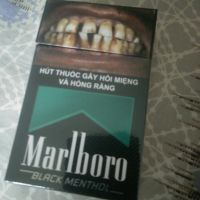 HÚT THUỐC GÂY HÔI MIỆNG
VÀ HỎNG RĂNG
Marlboro
BLACK MENTHOL